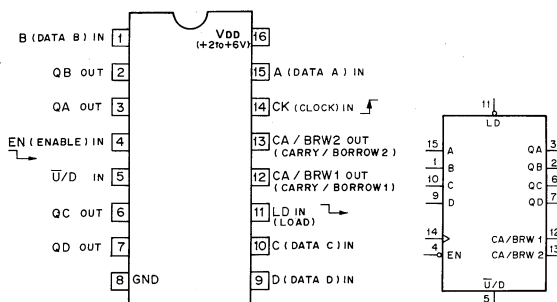 B (DATA B) IN 1
QB OUT 2
QA OUT 3
EN (ENABLE) IN 4
U̅/D IN 5
QC OUT 6
QD OUT 7
8 GND
VDD 16
(+2to+6V)
15 A (DATA A) IN
14 CK (CLOCK) IN
13 CA / BRW2 OUT
(CARRY / BORROW2)
12 CA / BRW1 OUT
(CARRY / BORROW1)
11 LD IN
(LOAD)
10 C (DATA C) IN
9 D (DATA D) IN
11
LD
15 A QA 3
1 B QB 2
10 C QC 6
9 D QD 7
14 CA/BRW 1 12
4 EN CA/BRW 2 13
U̅/D
5